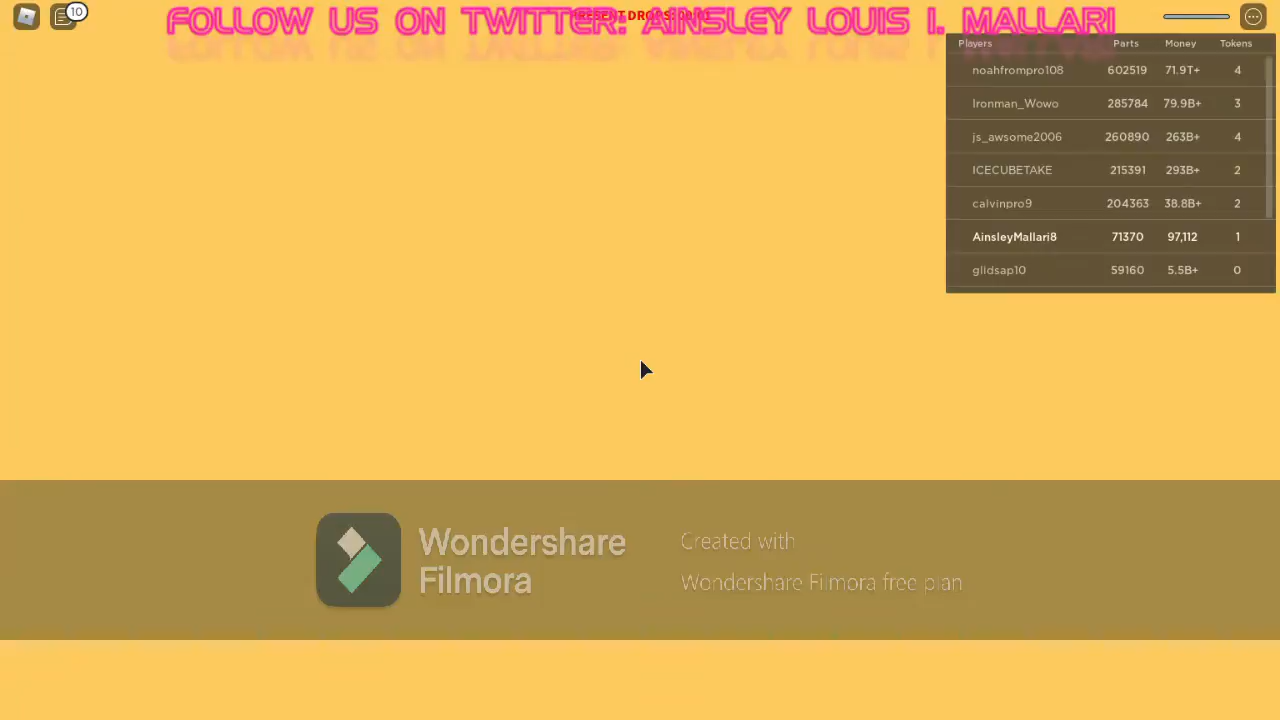 10
FOLLOW US ON TWITTER: AINSLEY LOUIS I. MALLARI
Players Parts Money Tokens
noahfrompro108 602519 71.9T+ 4
Ironman_Wowo 285784 79.9B+ 3
js_awsome2006 260890 263B+ 4
ICECUBETAKE 215391 293B+ 2
calvinpro9 204363 38.8B+ 2
AinsleyMallari8 71370 97,112 1
glidsap10 59160 5.5B+ 0
Wondershare
Filmora
Created with
Wondershare Filmora free plan